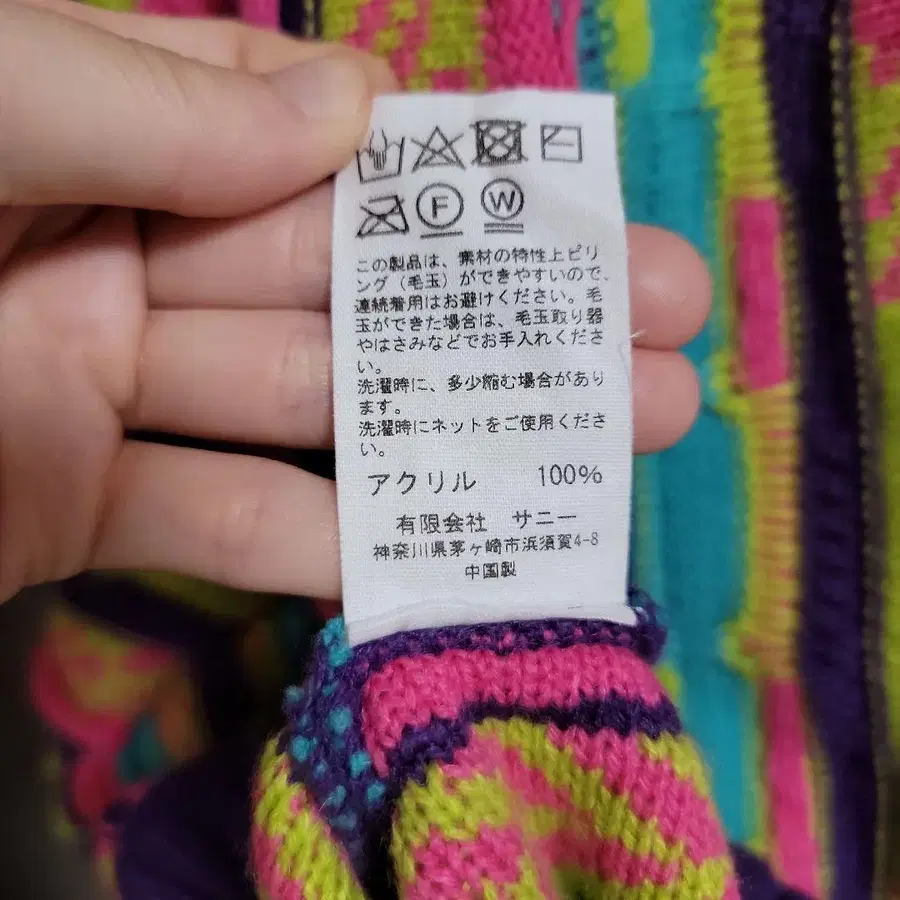 F W
この製品は、素材の特性上ピリ
ング（毛玉）ができやすいので、
連続着用はお避けください。毛
玉ができた場合は、毛玉取り器
やはさみなどでお手入れくださ
い。
洗濯時に、多少縮む場合があり
ます。
洗濯時にネットをご使用くださ
い。
アクリル 100%
有限会社 サニー
神奈川県茅ヶ崎市浜須賀4-8
中国製